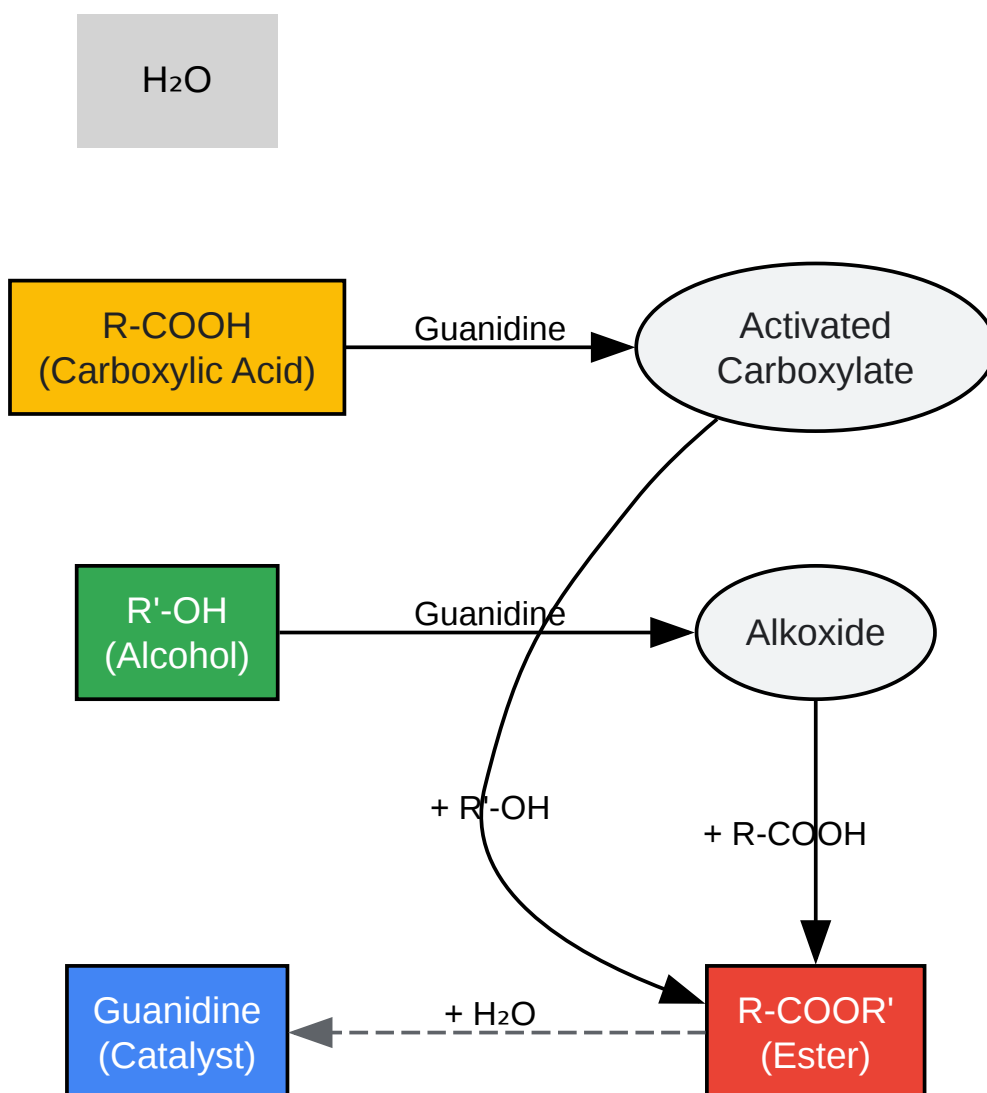 H₂O
R-COOH
(Carboxylic Acid)
Guanidine
Activated
Carboxylate
R'-OH
(Alcohol)
Guanidine
Alkoxide
+ R'-OH
+ R-COOH
Guanidine
(Catalyst)
+ H₂O
R-COOR'
(Ester)